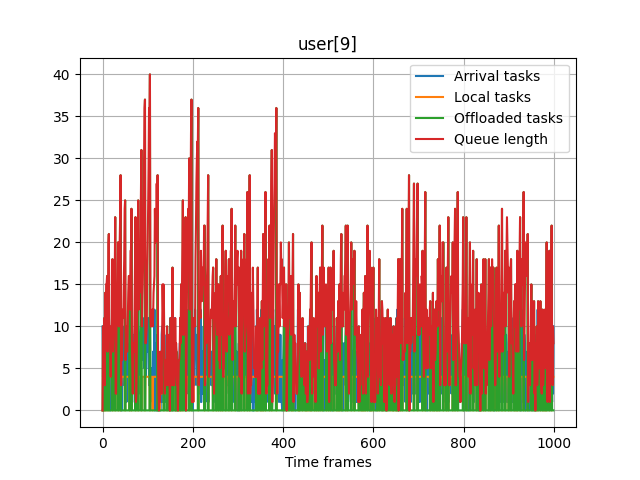 user[9]
Arrival tasks
Local tasks
Offloaded tasks
Queue length
40
35
30
25
20
15
10
5
0
0 200 400 600 800 1000
Time frames